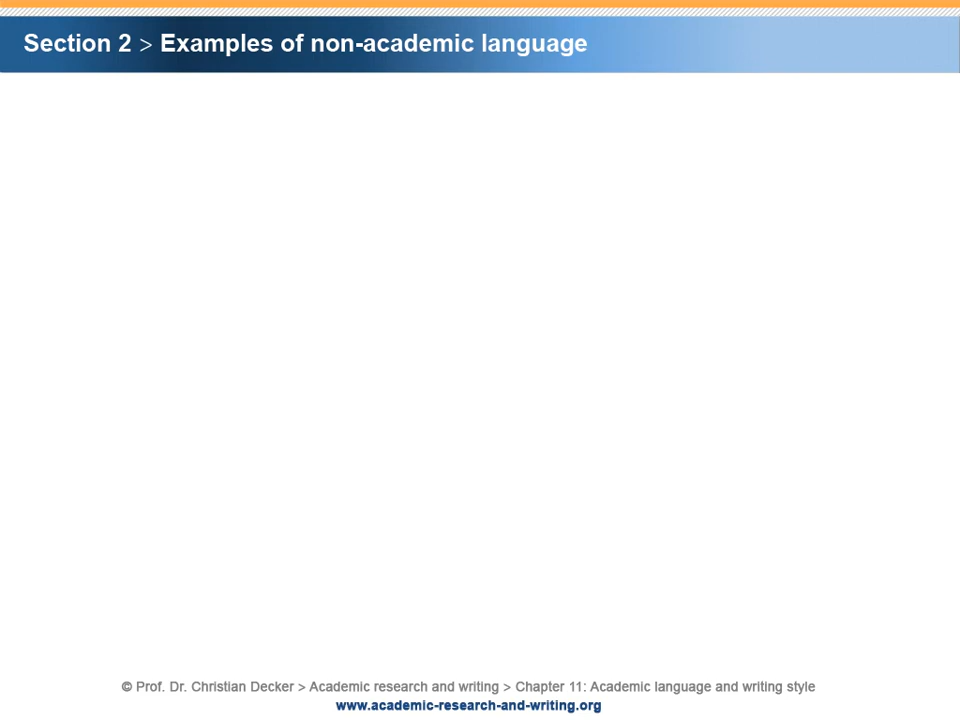 Section 2 > Examples of non-academic language
© Prof. Dr. Christian Decker > Academic research and writing > Chapter 11: Academic language and writing style
www.academic-research-and-writing.org